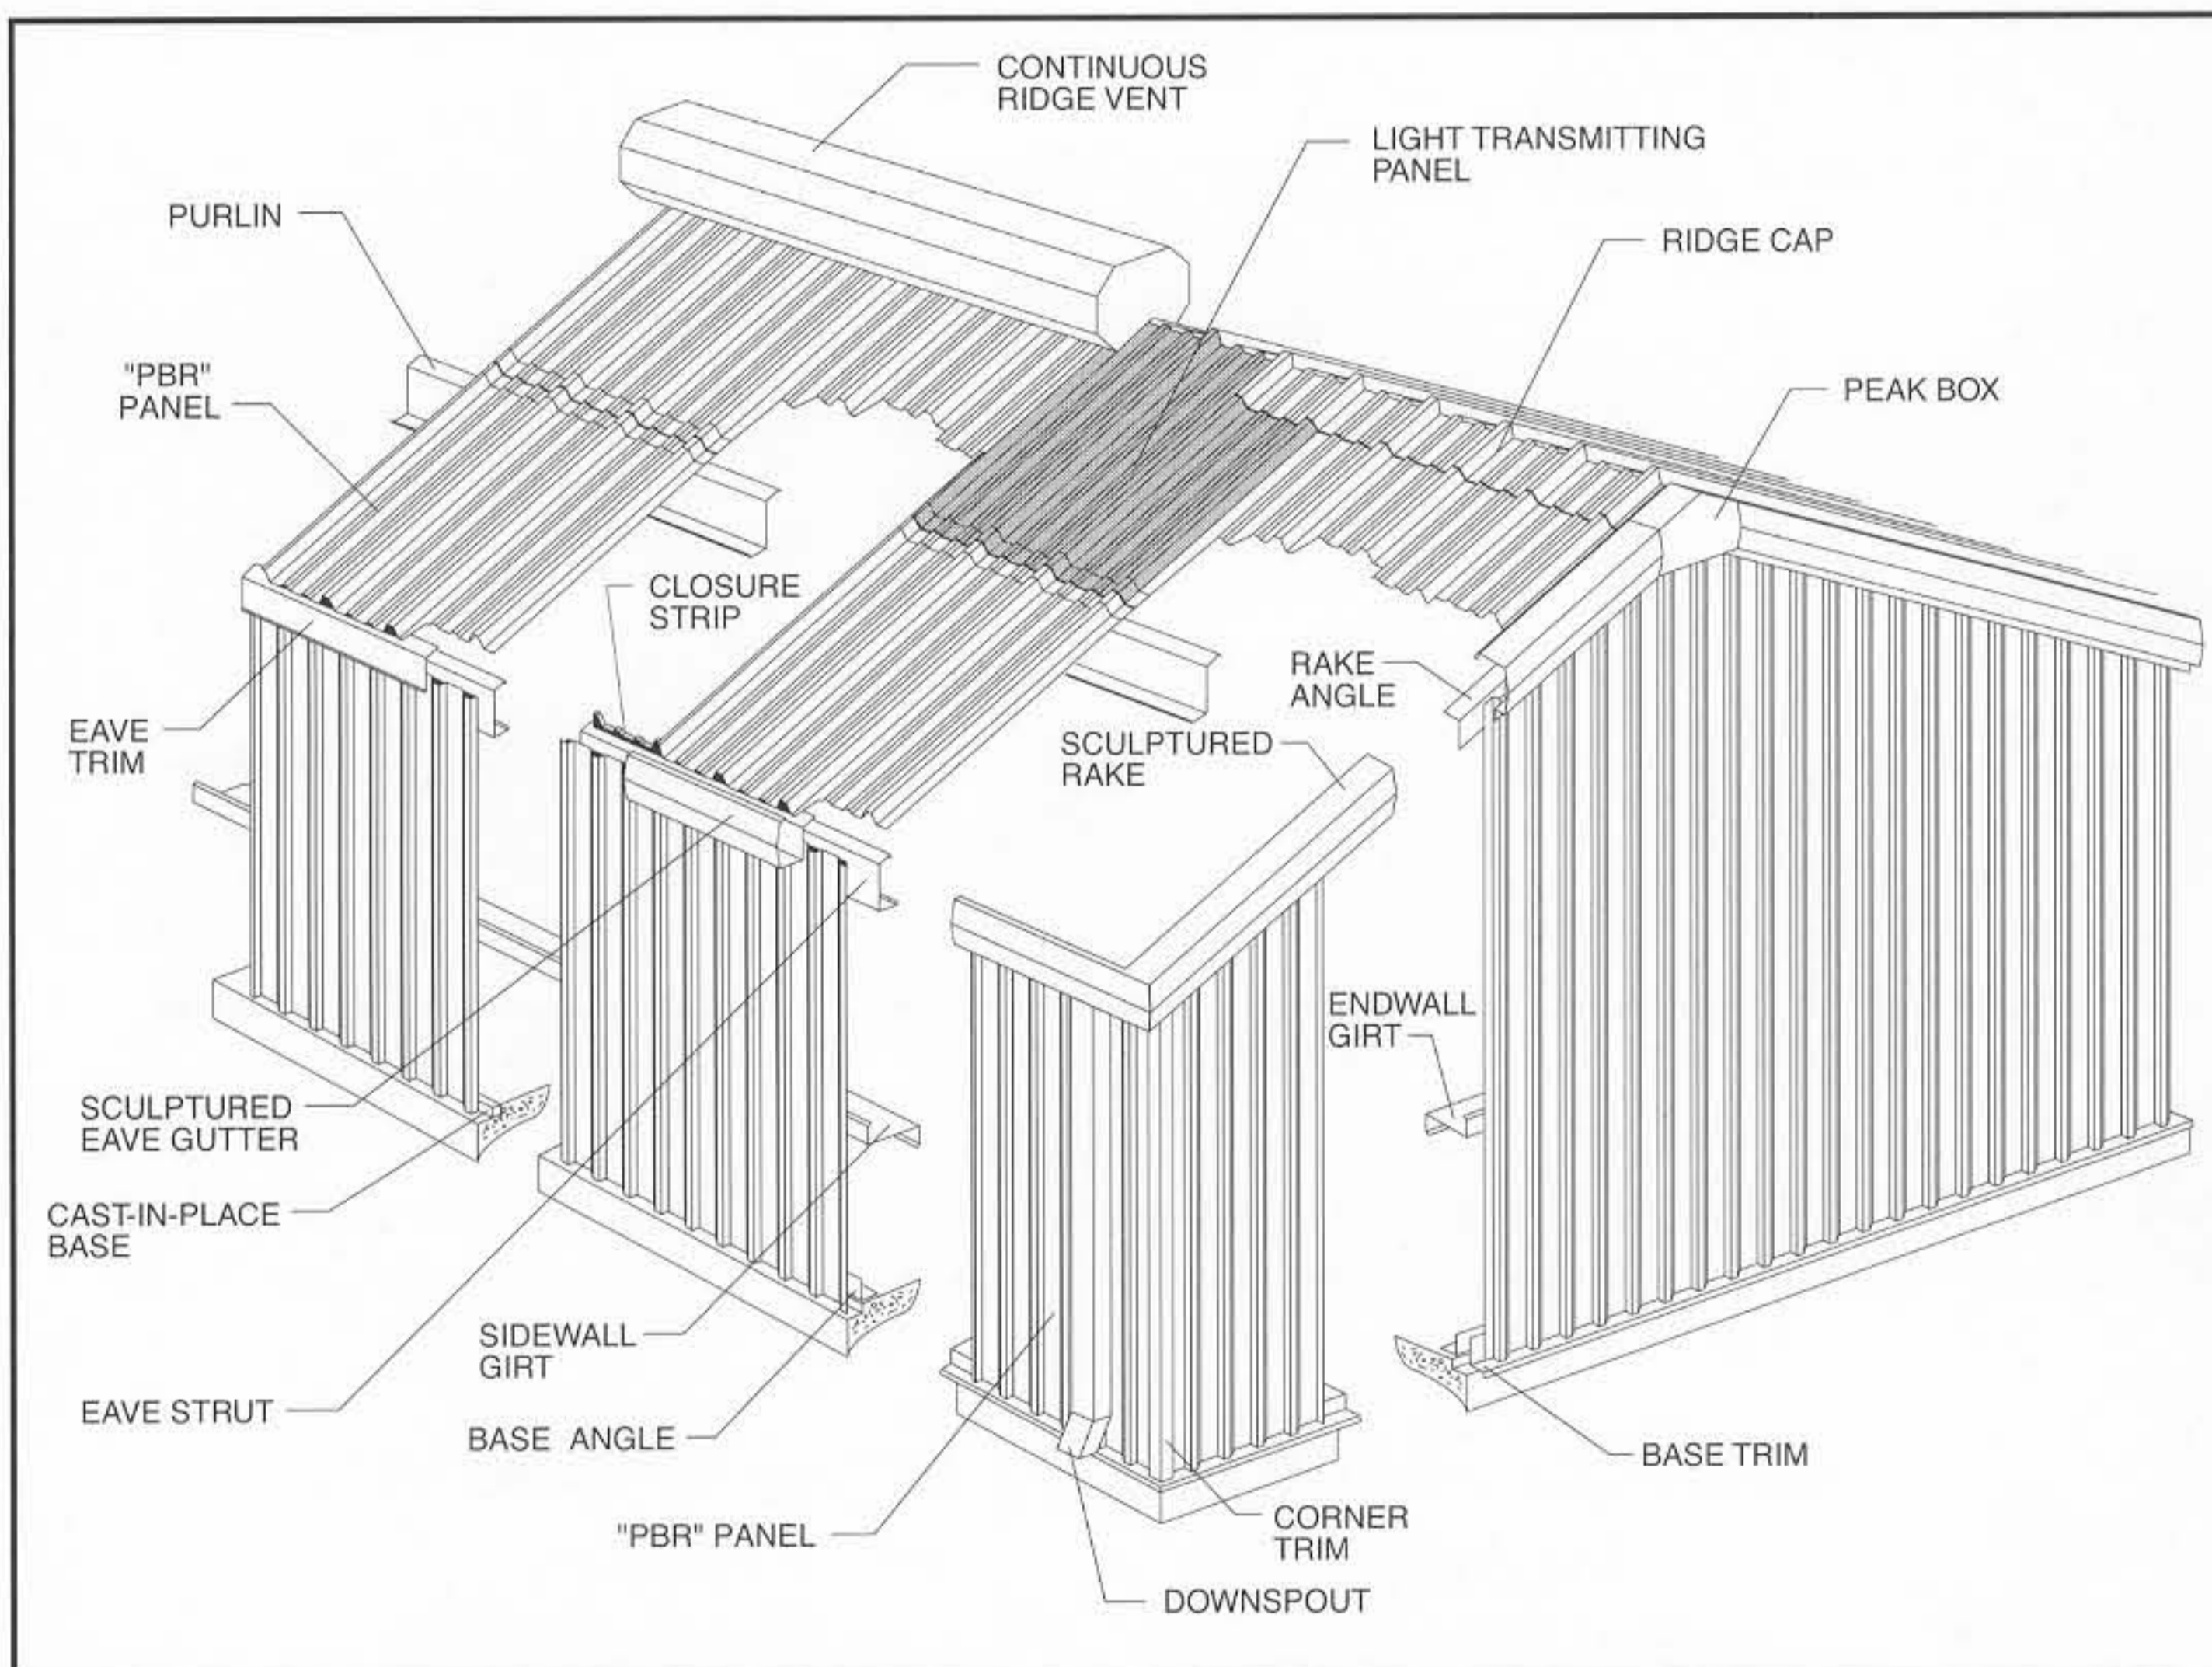 CONTINUOUS
RIDGE VENT
LIGHT TRANSMITTING
PANEL
PURLIN
RIDGE CAP
"PBR"
PANEL
PEAK BOX
CLOSURE
STRIP
RAKE
ANGLE
EAVE
TRIM
SCULPTURED
RAKE
ENDWALL
GIRT
SCULPTURED
EAVE GUTTER
CAST-IN-PLACE
BASE
SIDEWALL
GIRT
EAVE STRUT
BASE ANGLE
BASE TRIM
"PBR" PANEL
CORNER
TRIM
DOWNSPOUT